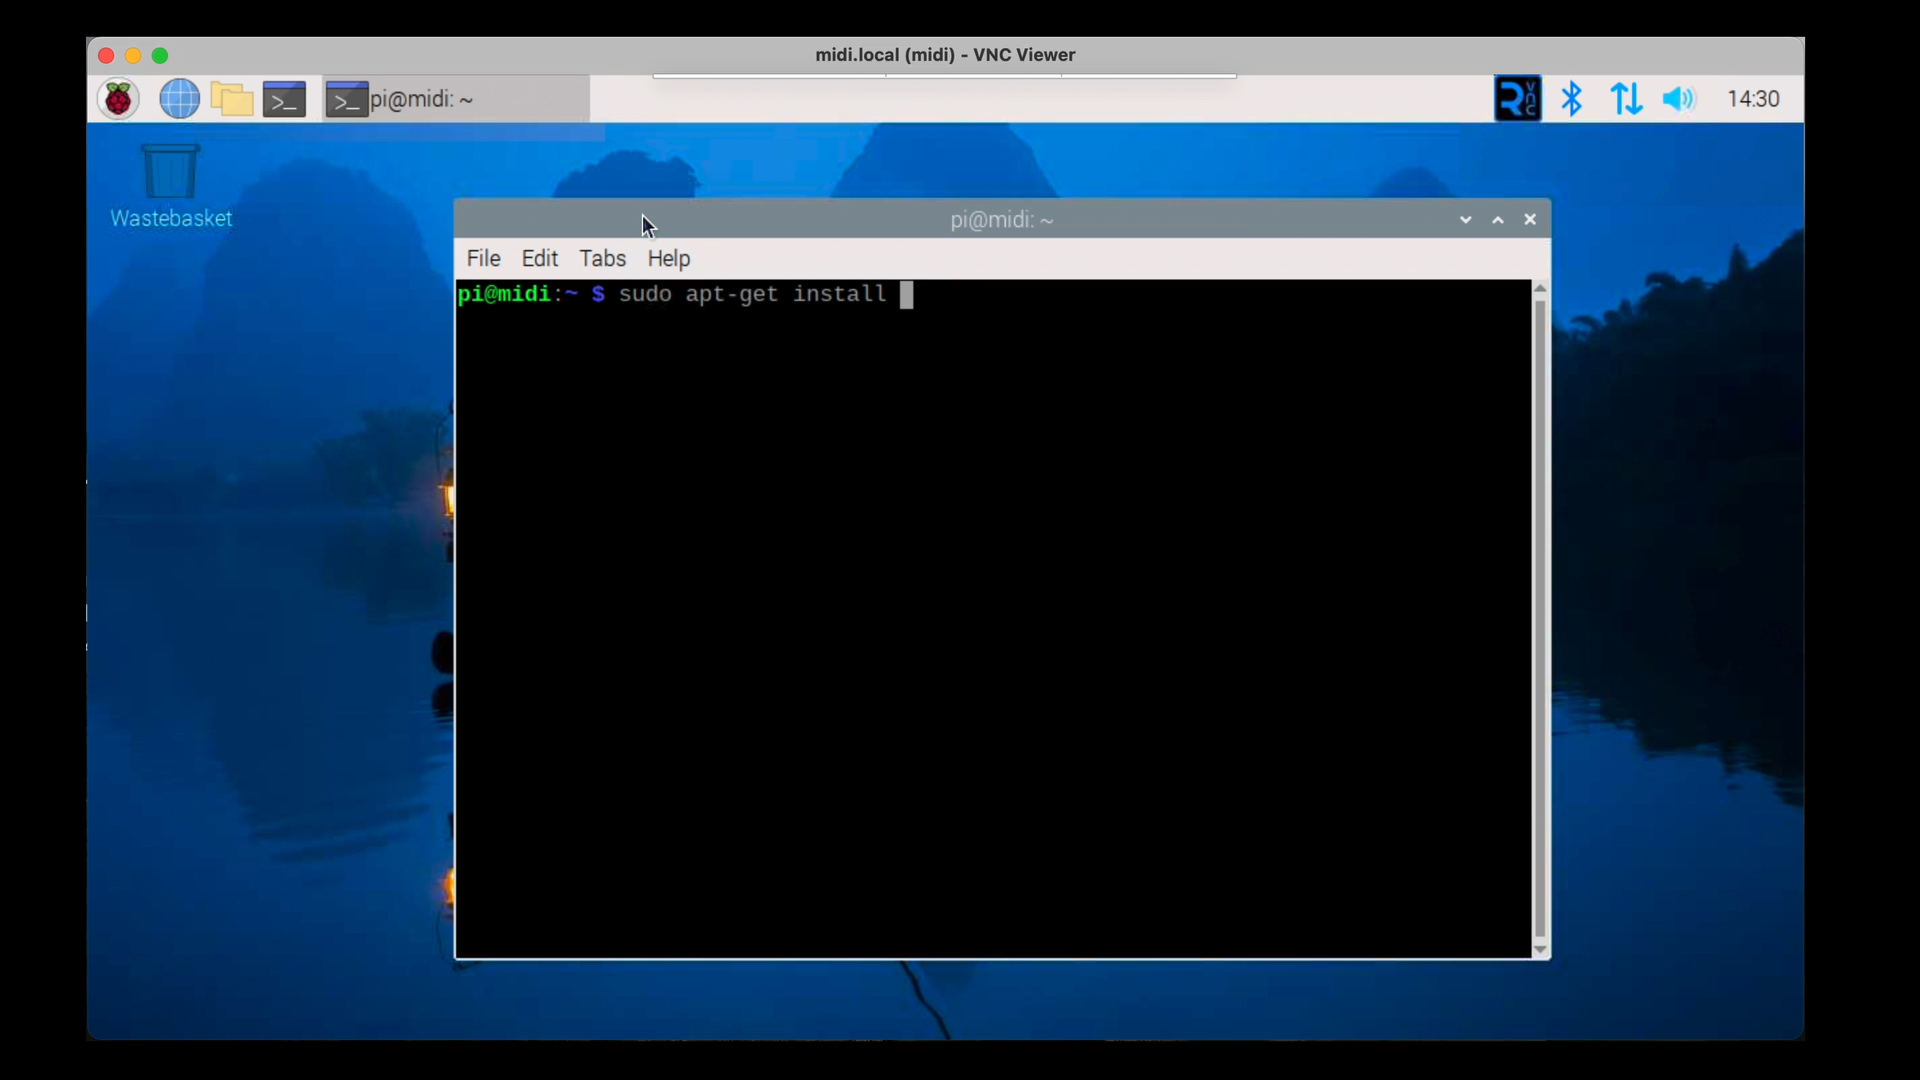 midi.local (midi) - VNC Viewer
>_ >_ pi@midi: ~
VNC
14:30
Wastebasket
pi@midi: ~
File Edit Tabs Help
pi@midi:~ $ sudo apt-get install